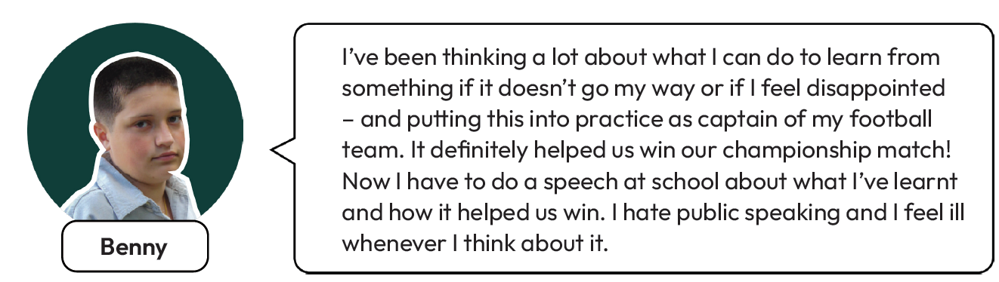 I've been thinking a lot about what I can do to learn from
something if it doesn't go my way or if I feel disappointed
– and putting this into practice as captain of my football
team. It definitely helped us win our championship match!
Now I have to do a speech at school about what I've learnt
and how it helped us win. I hate public speaking and I feel ill
whenever I think about it.
Benny